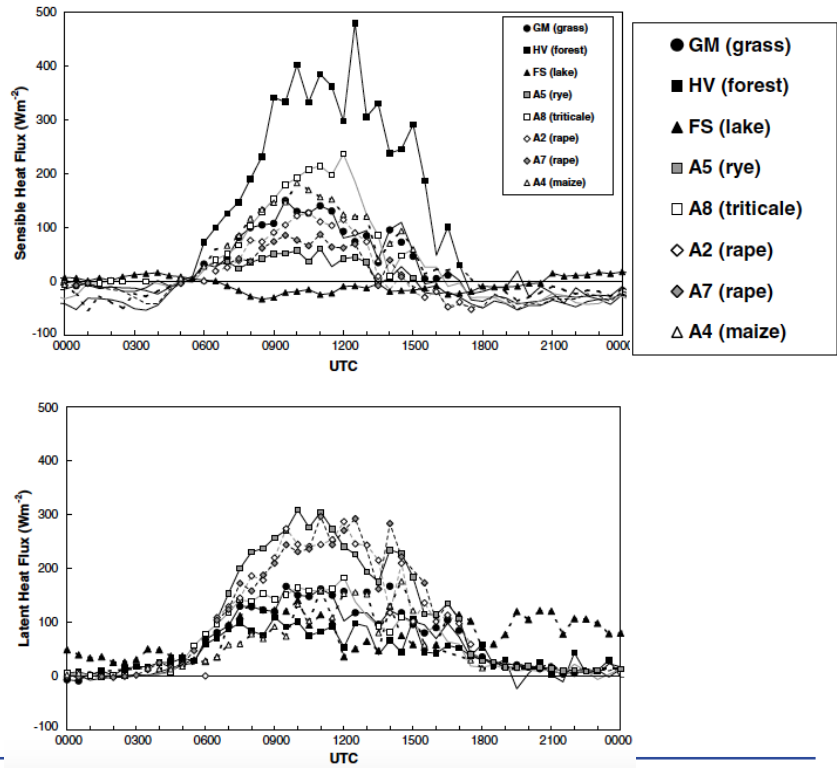 500
400
300
200
100
0
-100
Sensible Heat Flux (Wm-2)
0000 0300 0600 0900 1200 1500 1800 2100 0000
UTC
GM (grass)
HV (forest)
FS (lake)
A5 (rye)
A8 (triticale)
A2 (rape)
A7 (rape)
A4 (maize)
GM (grass)
HV (forest)
FS (lake)
A5 (rye)
A8 (triticale)
A2 (rape)
A7 (rape)
A4 (maize)
500
400
300
200
100
0
-100
Latent Heat Flux (Wm-2)
0000 0300 0600 0900 1200 1500 1800 2100 0000
UTC